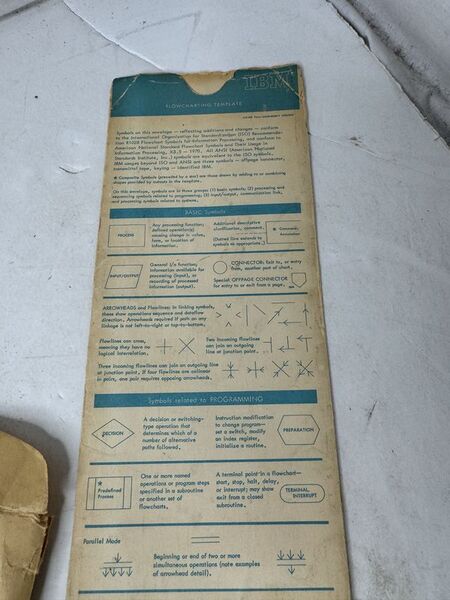 IBM
FLOWCHARTING TEMPLATE
Symbols on this envelope — reflecting additions and changes — conform
to the International Organization for Standardization (ISO) Recommenda-
tion R1028 Flowchart Symbols for Information Processing, and conform to
American National Standard Flowchart Symbols and Their Usage in
Information Processing, X3.5 — 1970. All ANSI (American National
Standards Institute, Inc.) symbols are equivalent to the ISO symbols.
IBM usages beyond ISO and ANSI are three symbols — offpage connector,
transmittal tape, keying — identified IBM.
* Composite Symbols (prevented by a star) are those drawn by adding to or combining
shapes provided by cutouts in the template.
On this envelope, symbols are in three groups: (1) basic symbols; (2) processing and
sequencing symbols related to programming; (3) input/output, communication link,
and processing symbols related to systems.
BASIC Symbols
PROCESS
Any processing function;
defined operation(s)
causing change in value,
form, or location of
information.
Additional descriptive
clarification, comment.
(Dotted line extends to
symbols as appropriate.)
* Comment,
Annotation
INPUT/OUTPUT
General i/o function;
information available for
processing (input), or
recording of processed
information (output).
CONNECTOR: Exit to, or entry
from, another part of chart.
Special OFFPAGE CONNECTOR
for entry to or exit from a page.
ARROWHEADS and Flowlines: In linking symbols,
these show operations sequence and dataflow
direction. Arrowheads required if path on any
linkage is not left-to-right or top-to-bottom.
Flowlines can cross,
meaning they have no
logical interrelation.
Two incoming flowlines
can join an outgoing
line at junction point.
Three incoming flowlines can join an outgoing line
at junction point. If four flowlines are collinear
in pairs, one pair requires opposing arrowheads.
Symbols related to PROGRAMMING
DECISION
A decision or switching-
type operation that
determines which of a
number of alternative
paths followed.
Instruction modification
to change program—
set a switch, modify
an index register,
initialize a routine.
PREPARATION
*
Predefined
Process
One or more named
operations or program steps
specified in a subroutine
or another set of
flowcharts.
A terminal point in a flowchart—
start, stop, halt, delay,
or interrupt; may show
exit from a closed
subroutine.
TERMINAL,
INTERRUPT
Parallel Mode
Beginning or end of two or more
simultaneous operations (note examples
of arrowhead detail).